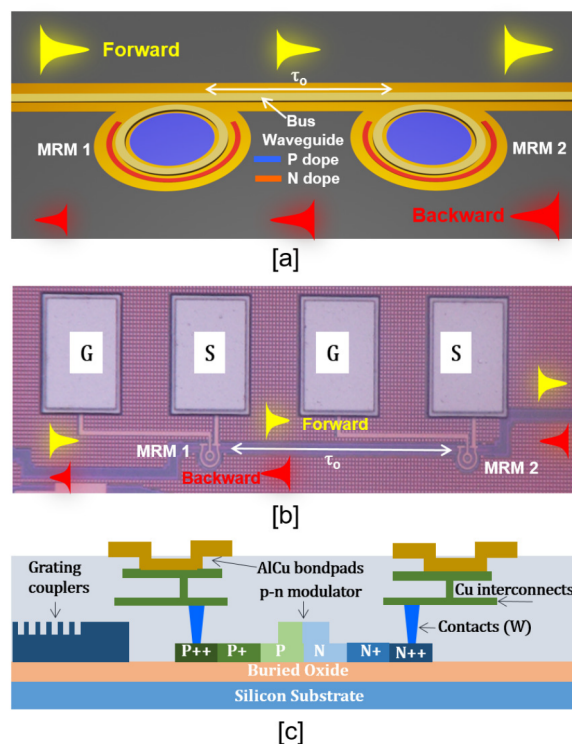 Forward
τo
Bus
Waveguide
MRM 1
MRM 2
P dope
N dope
Backward
[a]
G
S
G
S
Forward
MRM 1
τo
MRM 2
Backward
[b]
Grating
couplers
AlCu bondpads
p-n modulator
Cu interconnects
Contacts (W)
P++
P+
P
N
N+
N++
Buried Oxide
Silicon Substrate
[c]